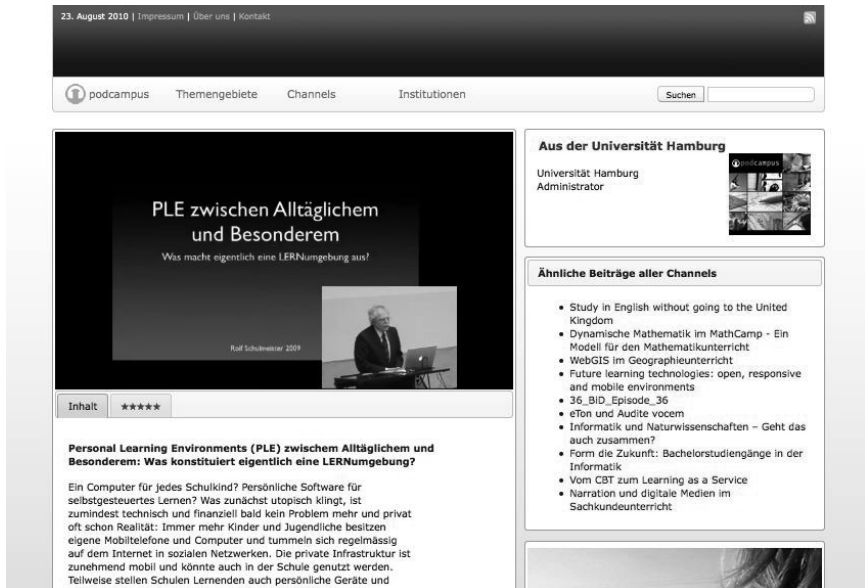 23. August 2010 | Impressum | Über uns | Kontakt
podcampus Themengebiete Channels Institutionen Suchen
PLE zwischen Alltäglichem
und Besonderem
Was macht eigentlich eine LERNumgebung aus?
Rolf Schulmeister 2009
Inhalt ★★★★★
Personal Learning Environments (PLE) zwischem Alltäglichem und
Besonderem: Was konstituiert eigentlich eine LERNumgebung?
Ein Computer für jedes Schulkind? Persönliche Software für
selbstgesteuertes Lernen? Was zunächst utopisch klingt, ist
zumindest technisch und finanziell bald kein Problem mehr und privat
oft schon Realität: Immer mehr Kinder und Jugendliche besitzen
eigene Mobiltelefone und Computer und tummeln sich regelmässig
auf dem Internet in sozialen Netzwerken. Die private Infrastruktur ist
zunehmend mobil und könnte auch in der Schule genutzt werden.
Teilweise stellen Schulen Lernenden auch persönliche Geräte und
Aus der Universität Hamburg
Universität Hamburg
Administrator
podcampus
Ähnliche Beiträge aller Channels
• Study in English without going to the United
Kingdom
• Dynamische Mathematik im MathCamp - Ein
Modell für den Mathematikunterricht
• WebGIS im Geographieunterricht
• Future learning technologies: open, responsive
and mobile environments
• 36_BiD_Episode_36
• eTon und Audite vocem
• Informatik und Naturwissenschaften – Geht das
auch zusammen?
• Form die Zukunft: Bachelorstudiengänge in der
Informatik
• Vom CBT zum Learning as a Service
• Narration und digitale Medien im
Sachkundeunterricht